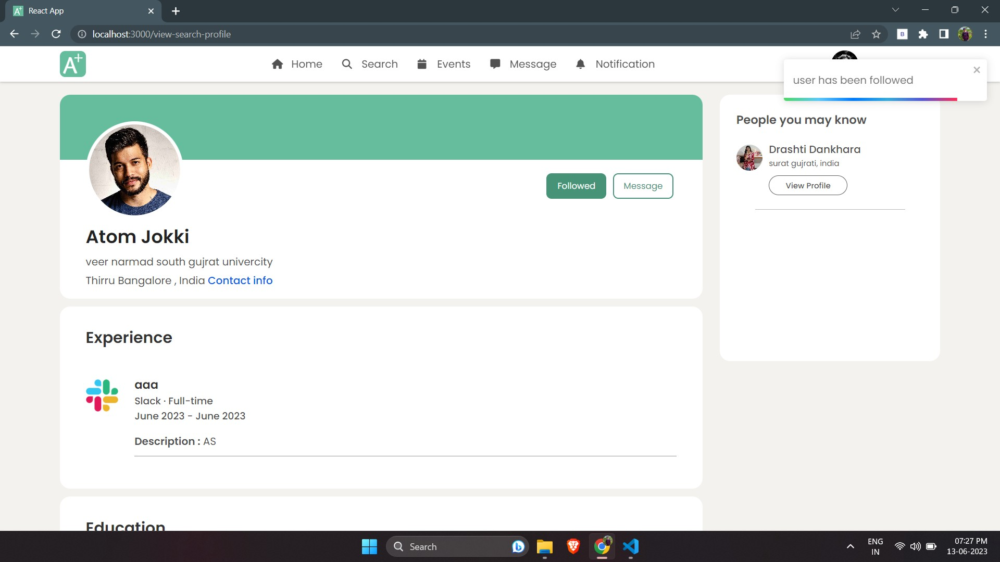 A+ React App
localhost:3000/view-search-profile
B
A+
Home Search Events Message Notification
user has been followed
Followed Message
Atom Jokki
veer narmad south gujrat univercity
Thirru Bangalore , India Contact info
People you may know
Drashti Dankhara
surat gujrati, india
View Profile
Experience
aaa
Slack · Full-time
June 2023 - June 2023
Description : AS
Education
Search
ENG
IN
07:27 PM
13-06-2023